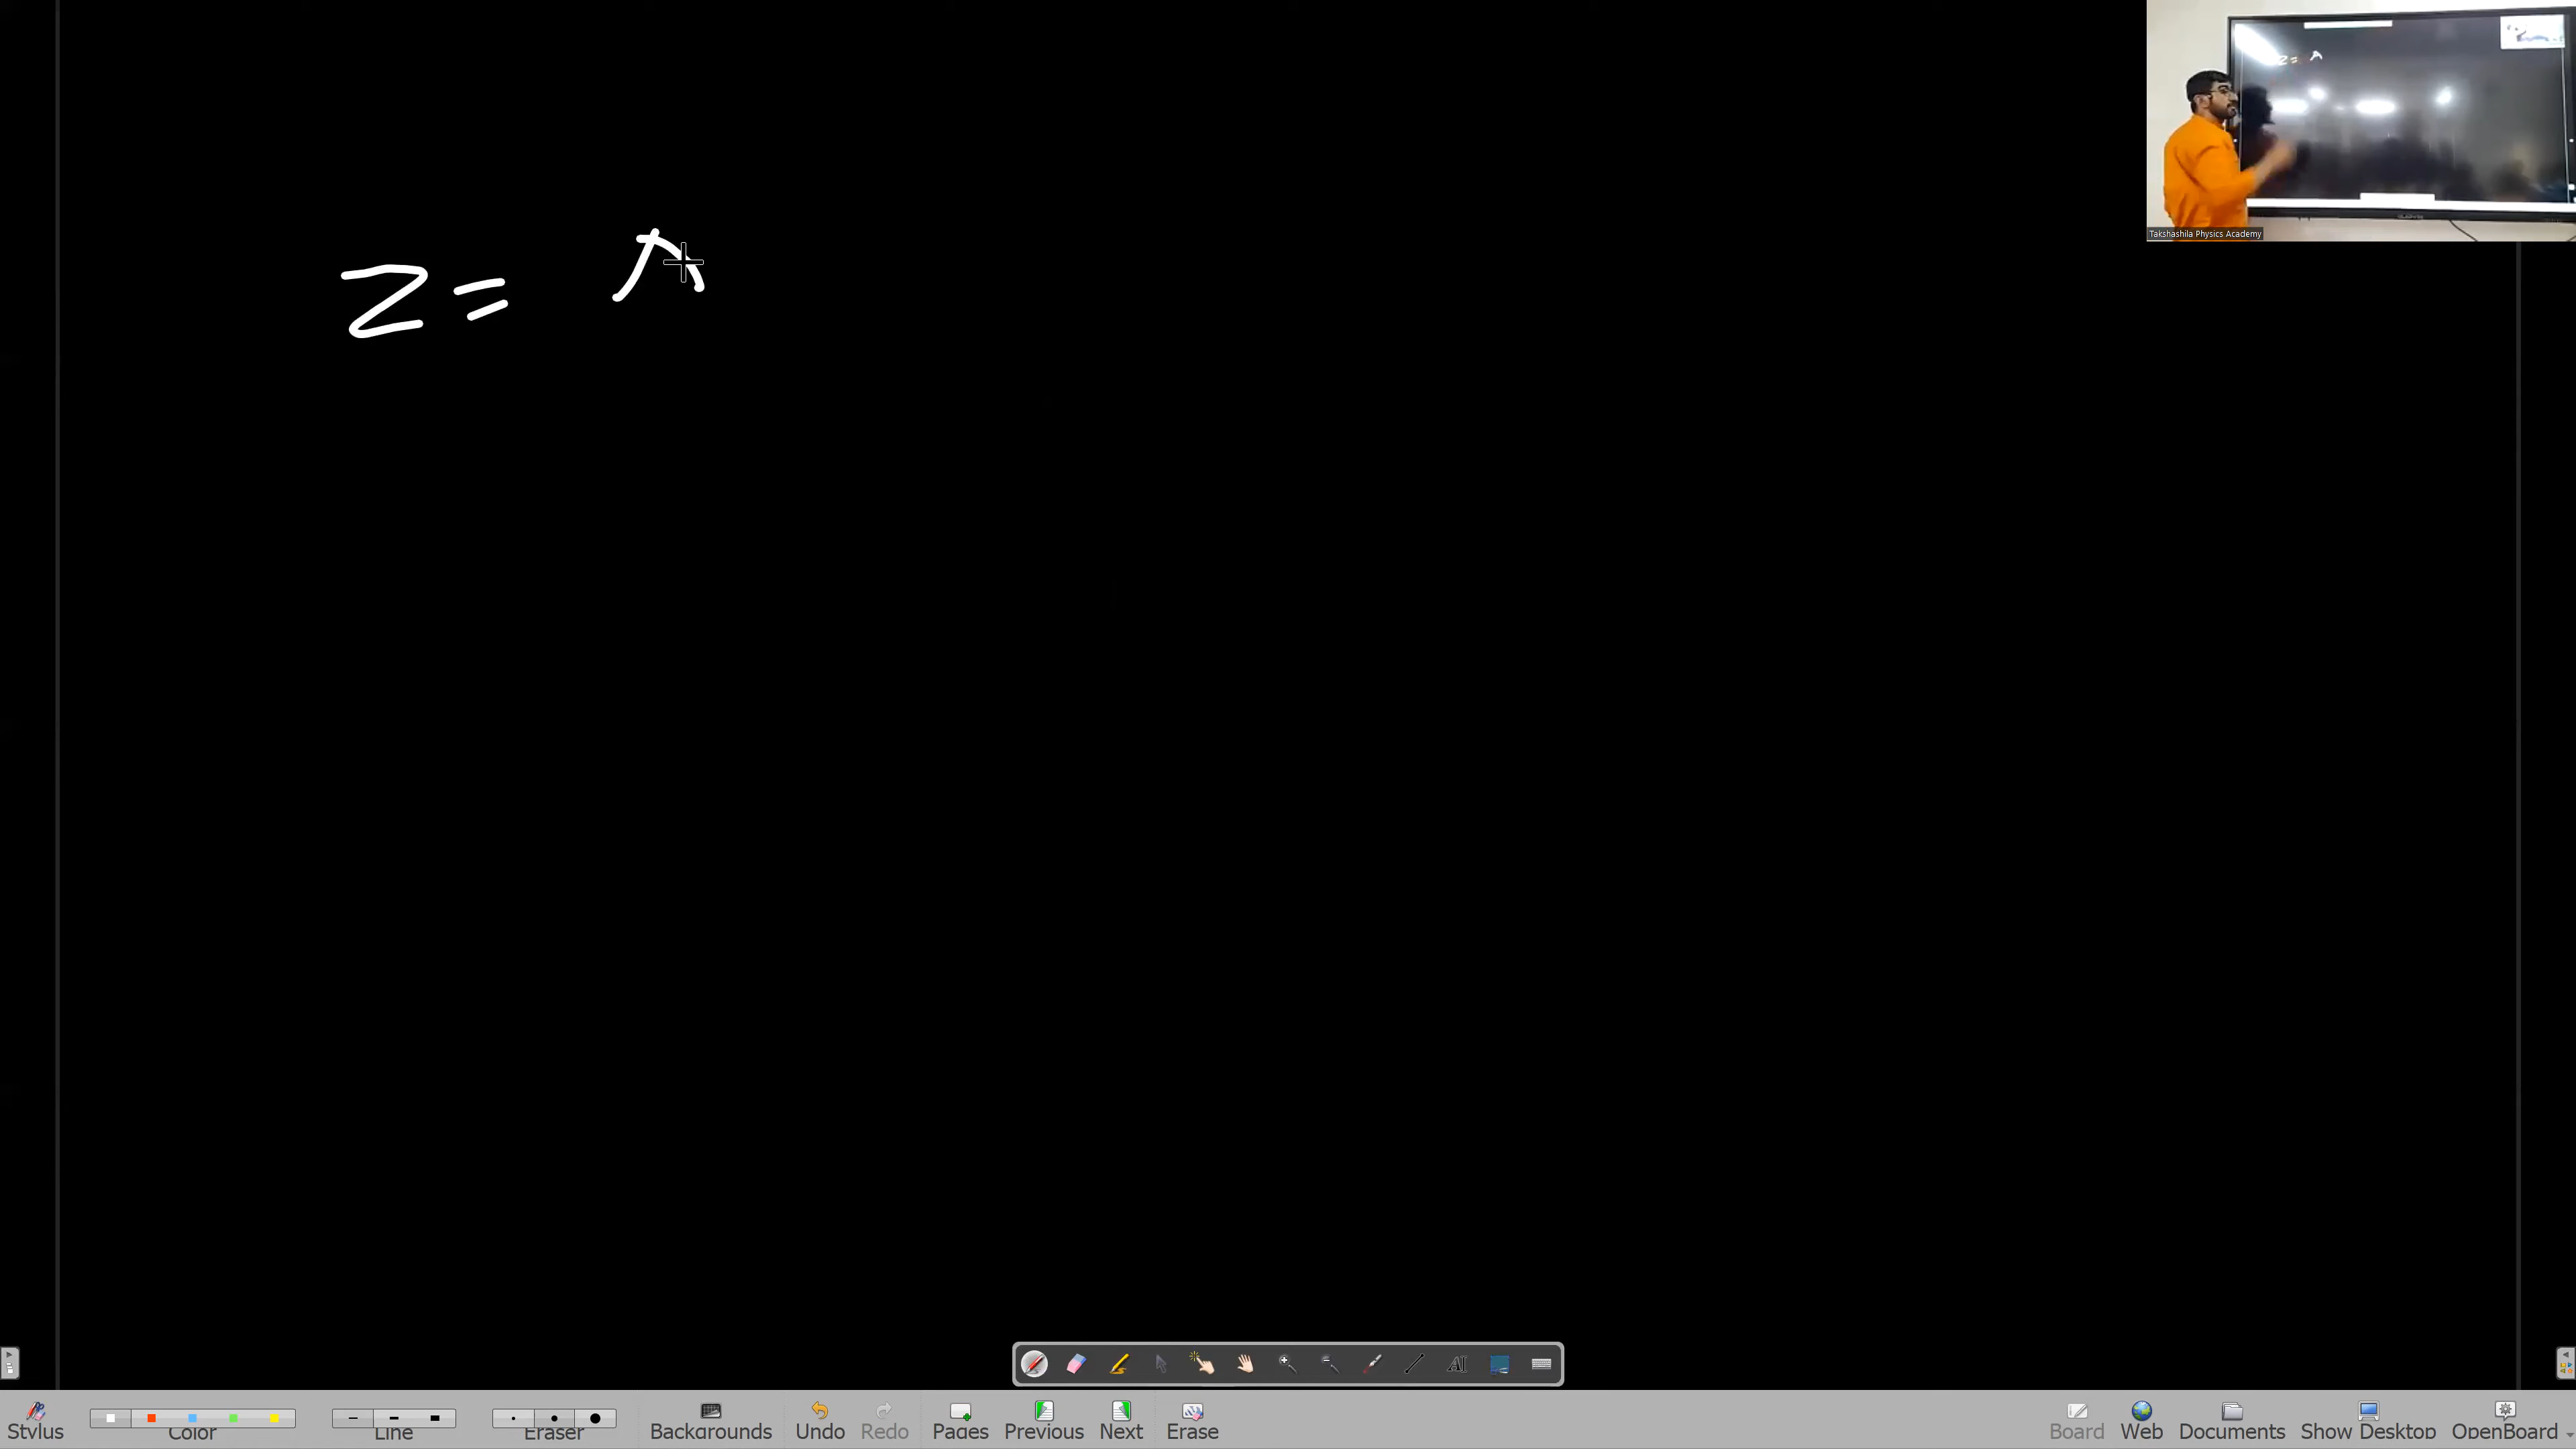 Z =
Takshashila Physics Academy
Stylus Color Line Eraser Backgrounds Undo Redo Pages Previous Next Erase Board Web Documents Show Desktop OpenBoard